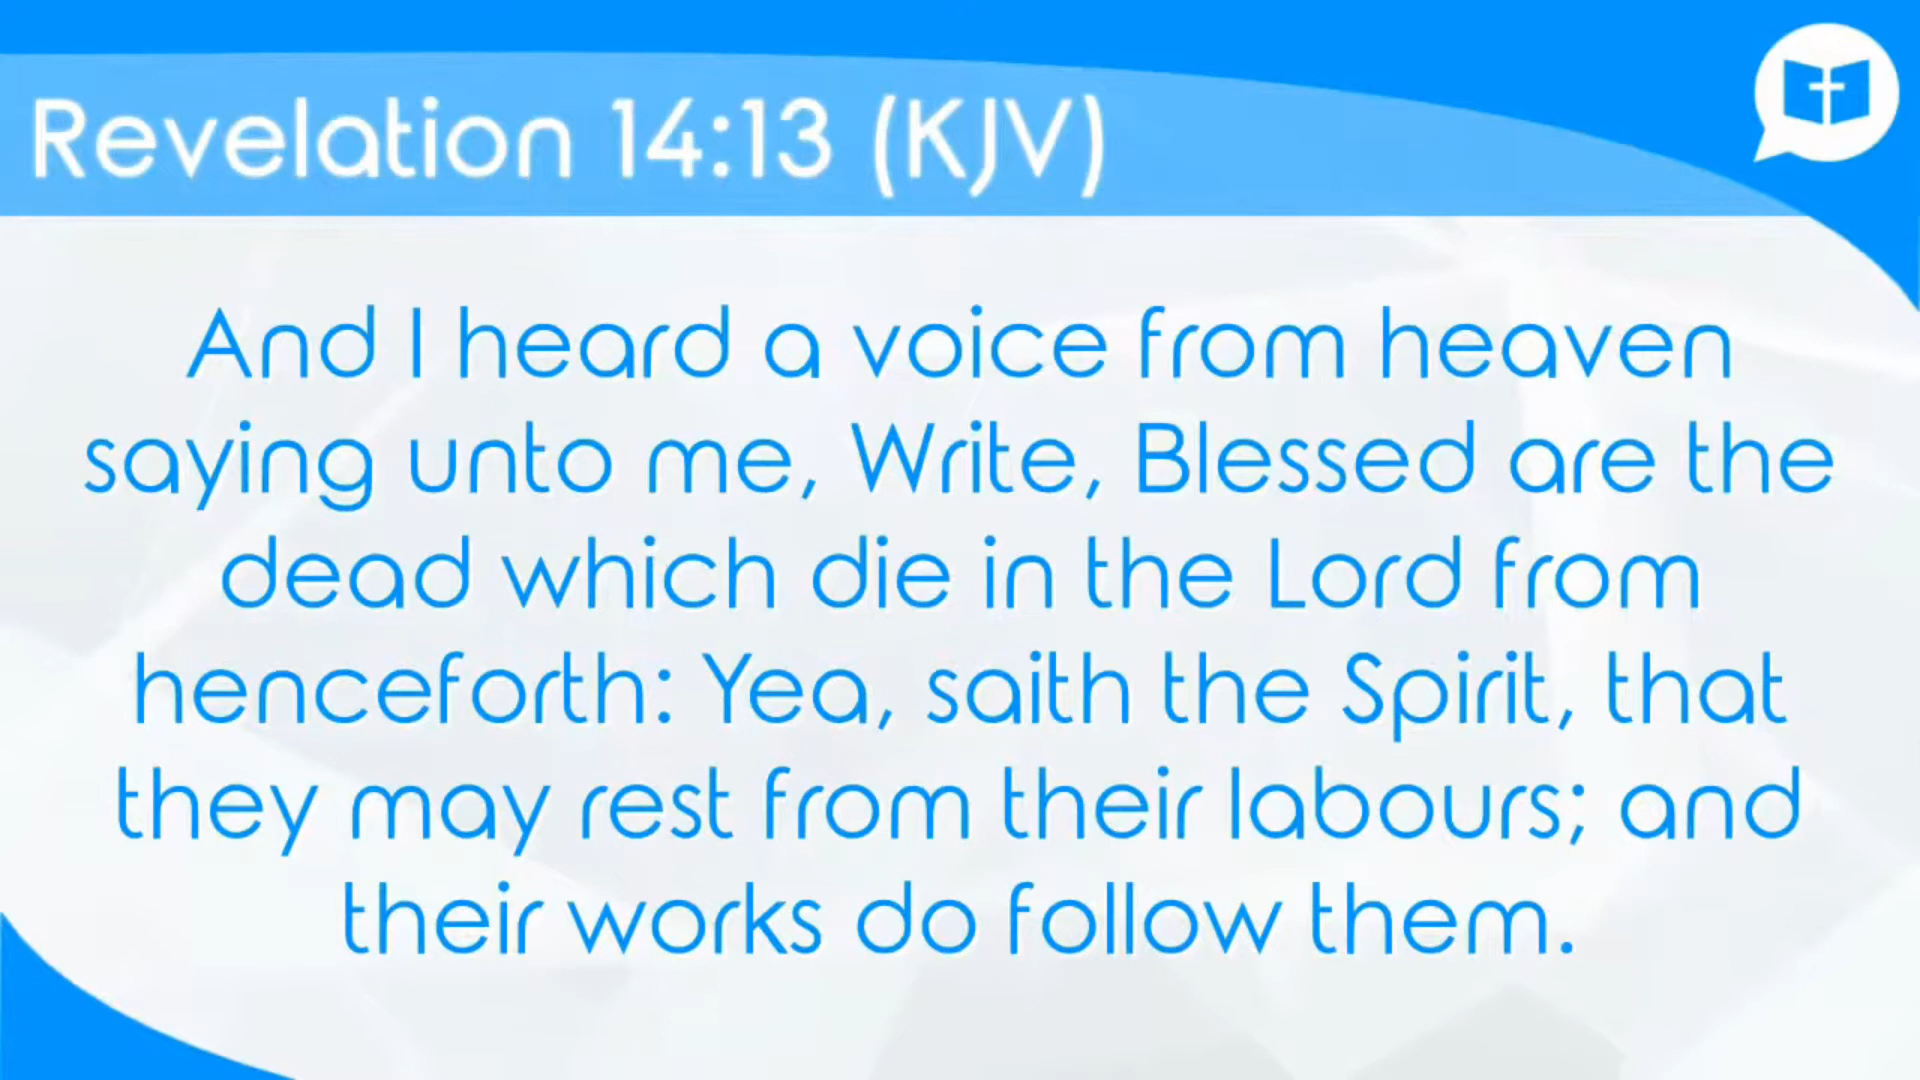 Revelation 14:13 (KJV)
And I heard a voice from heaven
saying unto me, Write, Blessed are the
dead which die in the Lord from
henceforth: Yea, saith the Spirit, that
they may rest from their labours; and
their works do follow them.